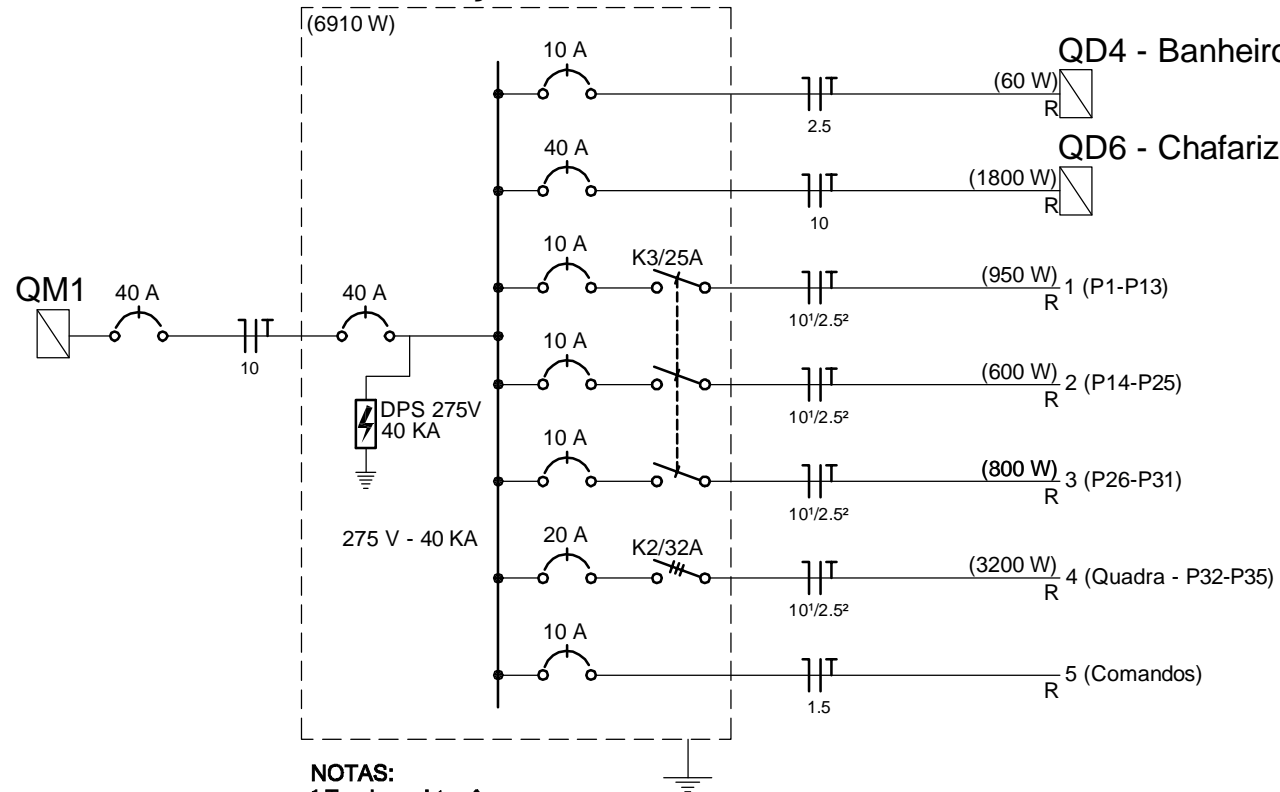 (6910 W)
10 A
QD4 - Banheiro
(60 W)
R
2.5
40 A
QD6 - Chafariz
(1800 W)
R
10
10 A
K3/25A
(950 W)
1 (P1-P13)
R
10¹/2.5²
QM1
40 A
10
40 A
DPS 275V
40 KA
10 A
(600 W)
2 (P14-P25)
R
10¹/2.5²
10 A
(800 W)
3 (P26-P31)
R
10¹/2.5²
275 V - 40 KA
20 A
K2/32A
(3200 W)
4 (Quadra - P32-P35)
R
10¹/2.5²
10 A
5 (Comandos)
R
1.5
NOTAS: